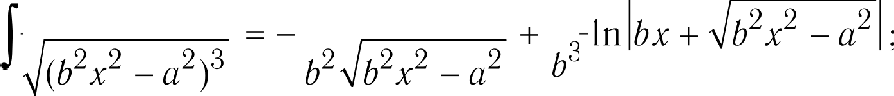 ∫ √(b²x² − a²)³ = − b²√b²x² − a² + b³ ln|bx + √b²x² − a²| ;